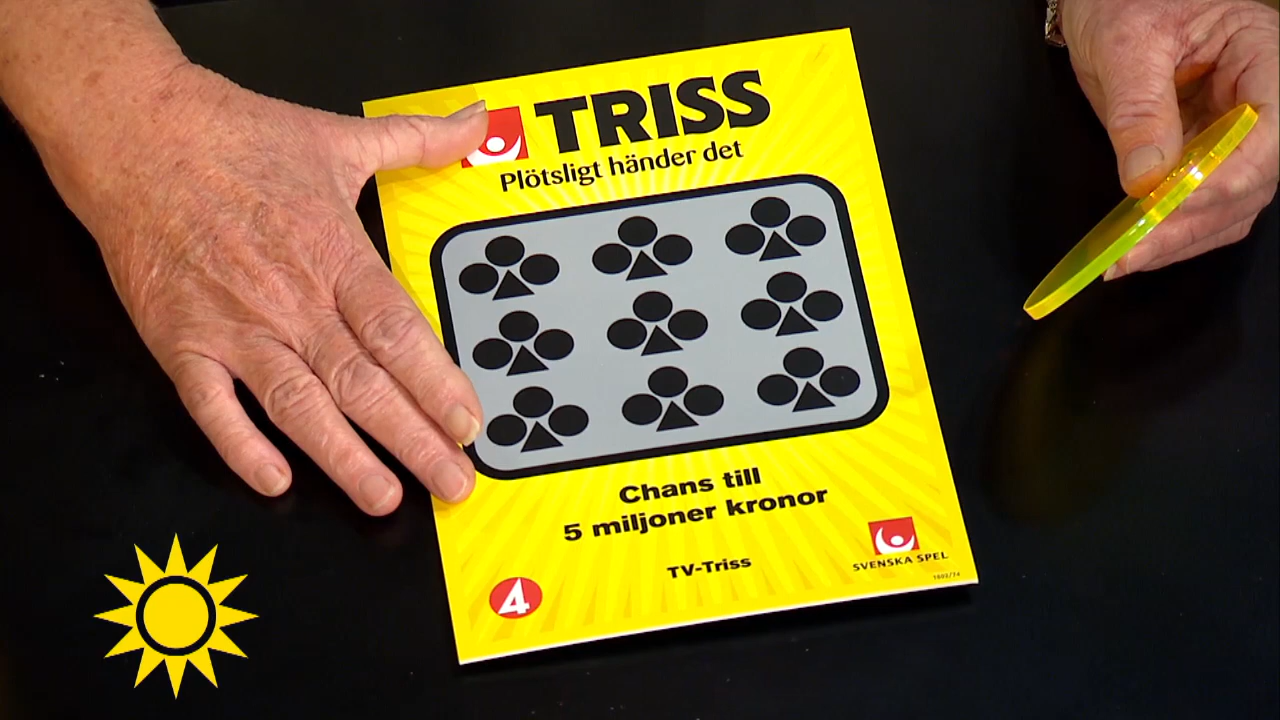 TRISS
Plötsligt händer det
Chans till
5 miljoner kronor
TV-Triss
4
SVENSKA SPEL